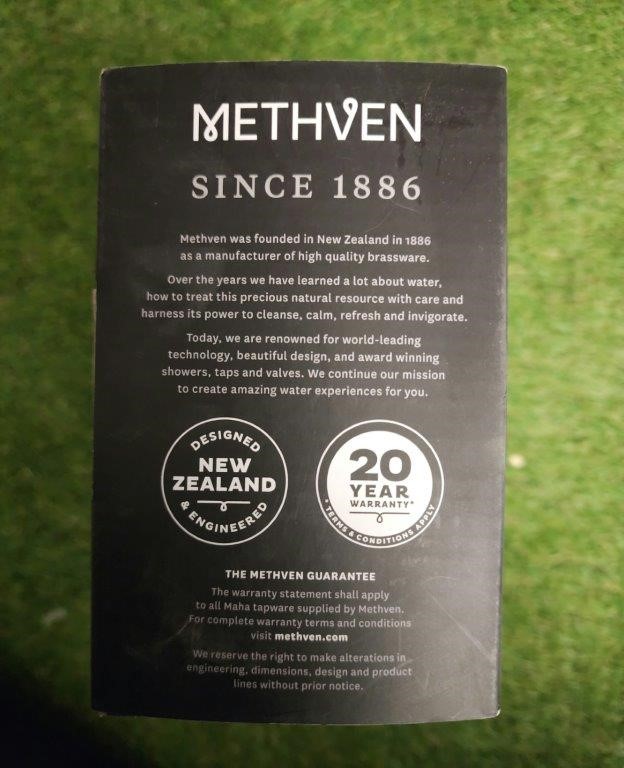 METHVEN
SINCE 1886
Methven was founded in New Zealand in 1886
as a manufacturer of high quality brassware.
Over the years we have learned a lot about water,
how to treat this precious natural resource with care and
harness its power to cleanse, calm, refresh and invigorate.
Today, we are renowned for world-leading
technology, beautiful design, and award winning
showers, taps and valves. We continue our mission
to create amazing water experiences for you.
DESIGNED
NEW
ZEALAND
& ENGINEERED
20
YEAR
WARRANTY*
* TERMS & CONDITIONS APPLY
THE METHVEN GUARANTEE
The warranty statement shall apply
to all Maha tapware supplied by Methven.
For complete warranty terms and conditions
visit methven.com
We reserve the right to make alterations in
engineering, dimensions, design and product
lines without prior notice.